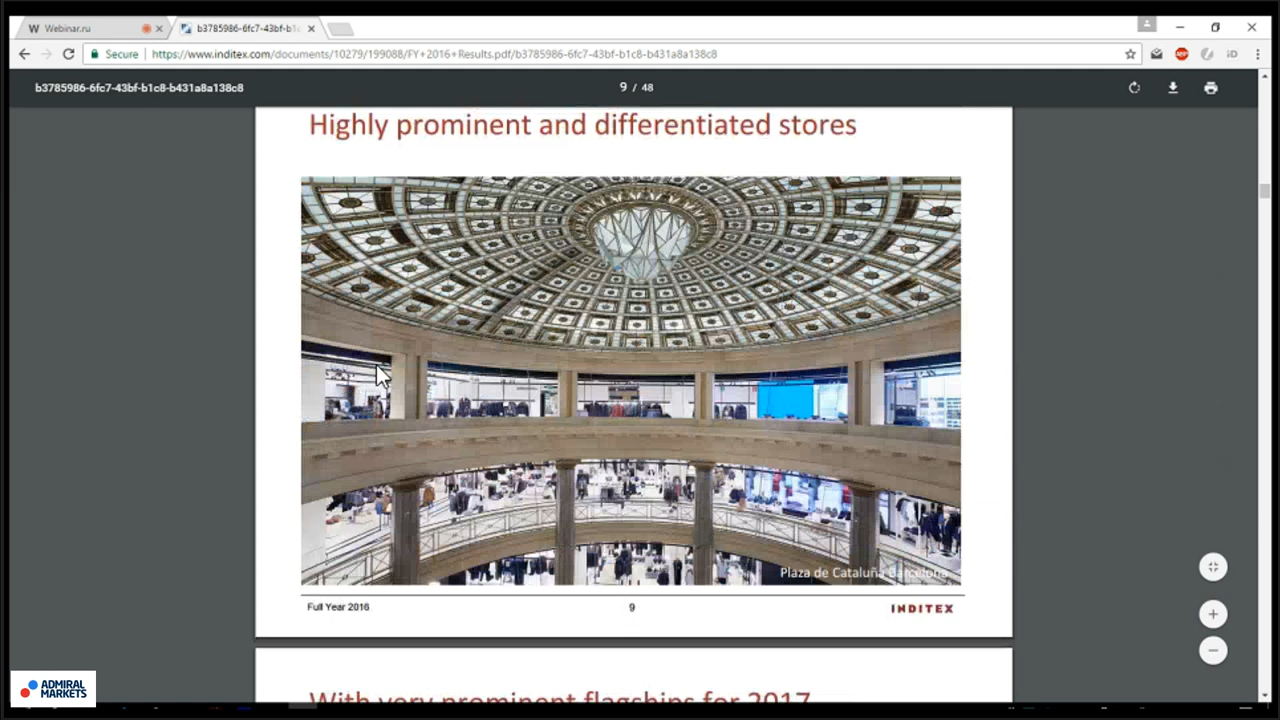 Webinar.ru
b3785986-6fc7-43bf-b1c
Secure
https://www.inditex.com/documents/10279/199088/FY+2016+Results.pdf/b3785986-6fc7-43bf-b1c8-b431a8a138c8
b3785986-6fc7-43bf-b1c8-b431a8a138c8
9 / 48
Highly prominent and differentiated stores
Plaza de Cataluña Barcelona
Full Year 2016
9
INDITEX
With very prominent flagships for 2017
ADMIRAL
MARKETS